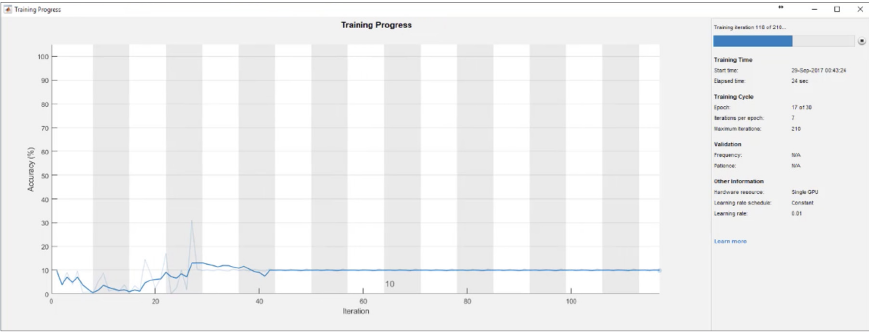 Training Progress
Training Progress
Training iteration 118 of 210...
Training Time
Start time: 29-Sep-2017 00:43:24
Elapsed time: 24 sec
Training Cycle
Epoch: 17 of 30
Iterations per epoch: 7
Maximum iterations: 210
Validation
Frequency: N/A
Patience: N/A
Other Information
Hardware resource: Single GPU
Learning rate schedule: Constant
Learning rate: 0.01
Learn more
Accuracy (%)
100
90
80
70
60
50
40
30
20
10
0
10
0 20 40 60 80 100
Iteration